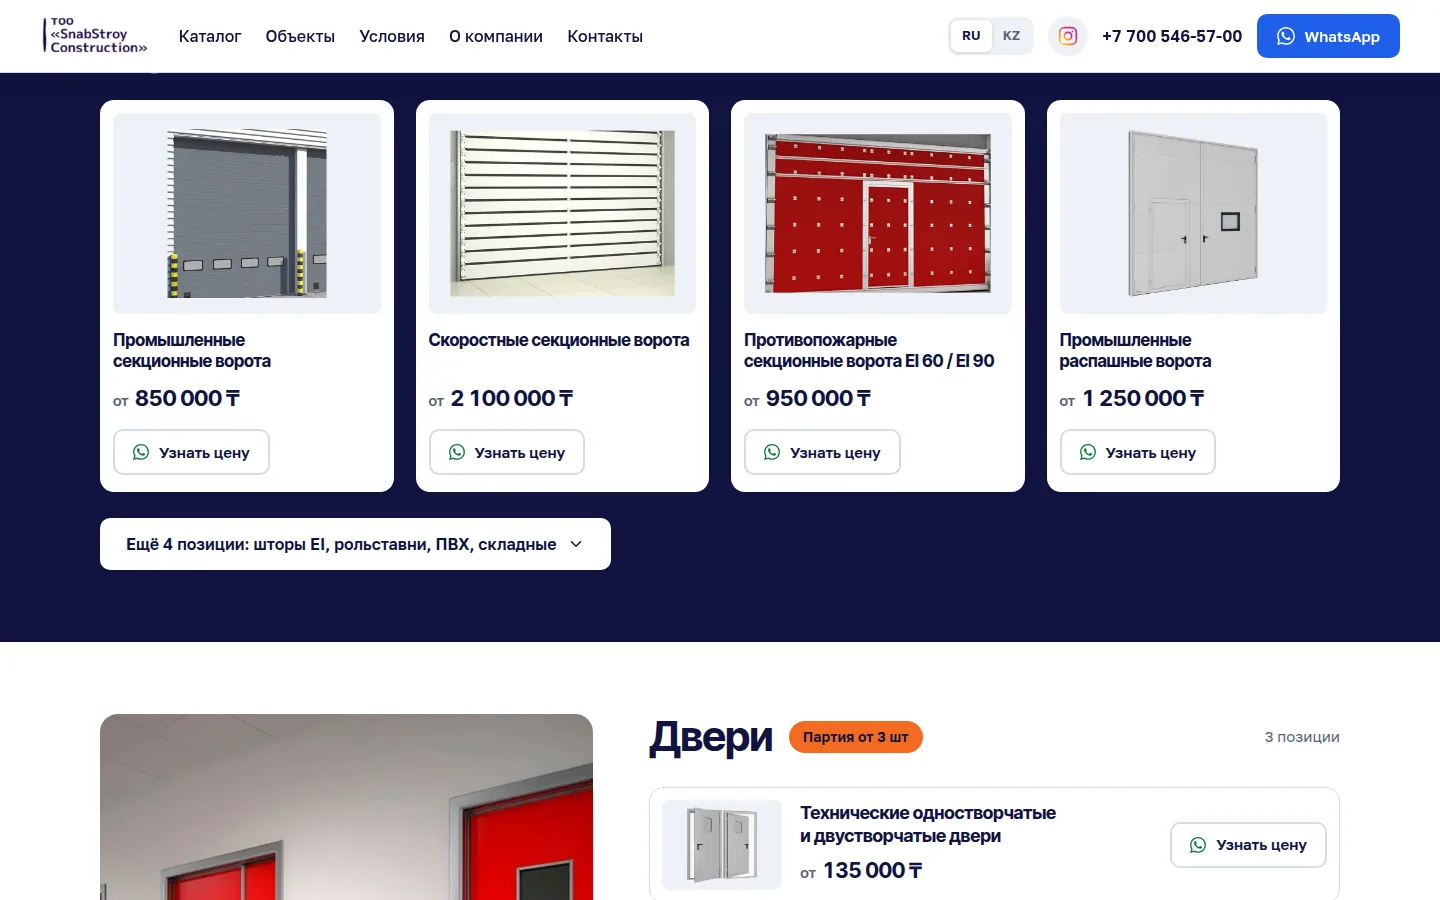 ТОО
«SnabStroy
Construction»
Каталог
Объекты
Условия
О компании
Контакты
RU
KZ
+7 700 546-57-00
WhatsApp
Промышленные
секционные ворота
от 850 000 ₸
Узнать цену
Скоростные секционные ворота
от 2 100 000 ₸
Узнать цену
Противопожарные
секционные ворота EI 60 / EI 90
от 950 000 ₸
Узнать цену
Промышленные
распашные ворота
от 1 250 000 ₸
Узнать цену
Ещё 4 позиции: шторы EI, рольставни, ПВХ, складные
Двери
Партия от 3 шт
3 позиции
Технические одностворчатые
и двустворчатые двери
от 135 000 ₸
Узнать цену